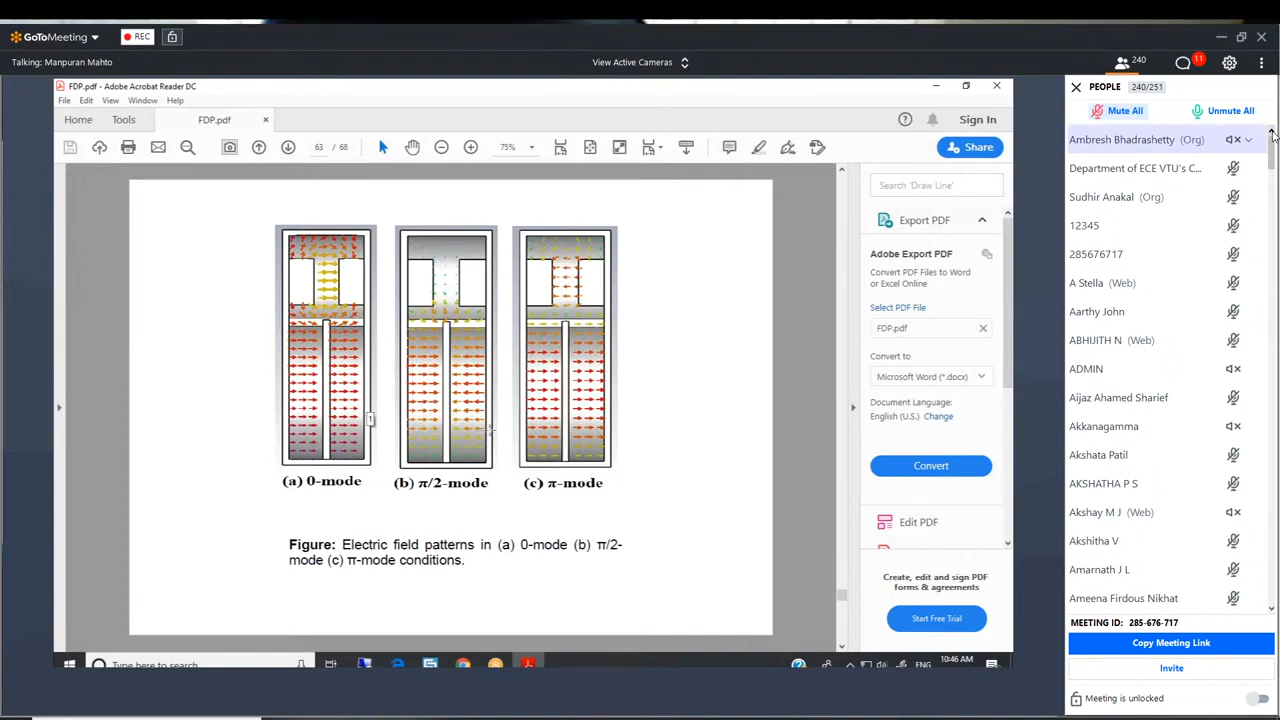 GoToMeeting
REC
Talking: Manpuran Mahto
View Active Cameras
240
11
FDP.pdf - Adobe Acrobat Reader DC
File Edit View Window Help
Home Tools FDP.pdf × Sign In
63 / 68
75%
Share
(a) 0-mode
(b) π/2-mode
(c) π-mode
1
Figure: Electric field patterns in (a) 0-mode (b) π/2-
mode (c) π-mode conditions.
Search 'Draw Line'
Export PDF
Adobe Export PDF
Convert PDF Files to Word
or Excel Online
Select PDF File
FDP.pdf
Convert to
Microsoft Word (*.docx)
Document Language:
English (U.S.) Change
Convert
Edit PDF
Create, edit and sign PDF
forms & agreements
Start Free Trial
Type here to search
ENG
10:46 AM
PEOPLE 240/251
Mute All
Unmute All
Ambresh Bhadrashetty (Org)
Department of ECE VTU's C...
Sudhir Anakal (Org)
12345
285676717
A Stella (Web)
Aarthy John
ABHIJITH N (Web)
ADMIN
Aijaz Ahamed Sharief
Akkanagamma
Akshata Patil
AKSHATHA P S
Akshay M J (Web)
Akshitha V
Amarnath J L
Ameena Firdous Nikhat
MEETING ID: 285-676-717
Copy Meeting Link
Invite
Meeting is unlocked